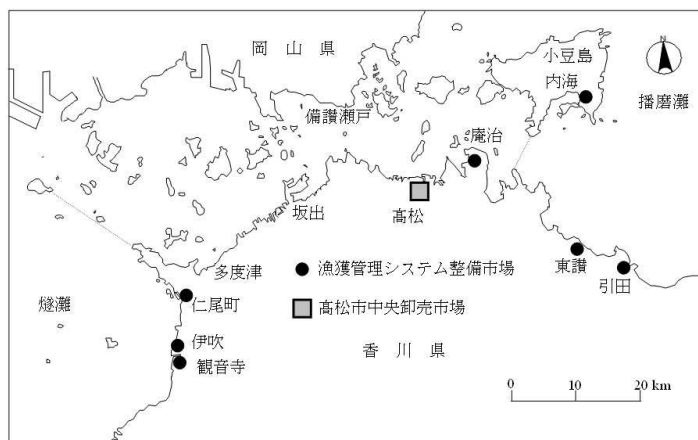 岡 山 県
小豆島
内海
播磨灘
備讃瀬戸
庵治
坂出
高松
東讃
引田
多度津
● 漁獲管理システム整備市場
仁尾町
高松市中央卸売市場
燧灘
伊吹
観音寺
香 川 県
N
0 10 20 km